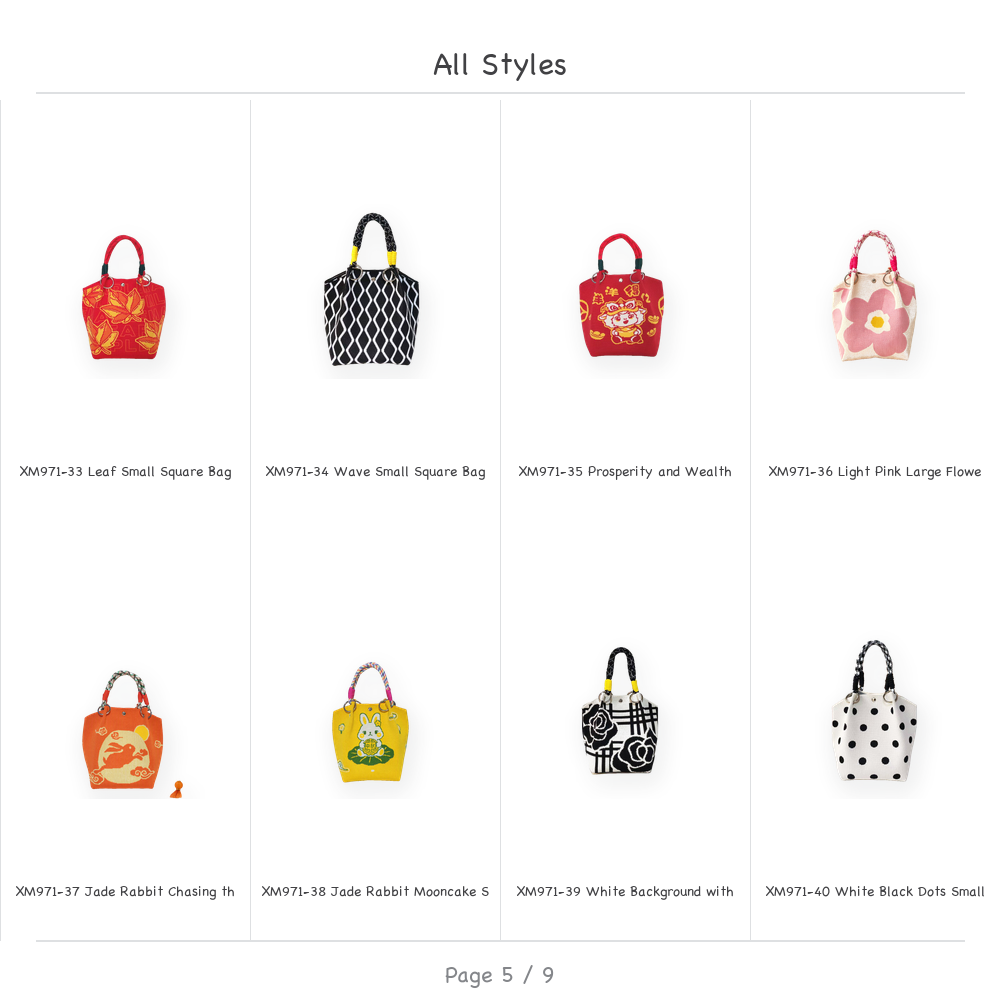 All Styles
XM971-33 Leaf Small Square Bag
XM971-34 Wave Small Square Bag
XM971-35 Prosperity and Wealth
XM971-36 Light Pink Large Flowe
XM971-37 Jade Rabbit Chasing th
XM971-38 Jade Rabbit Mooncake S
XM971-39 White Background with
XM971-40 White Black Dots Small
Page 5 / 9